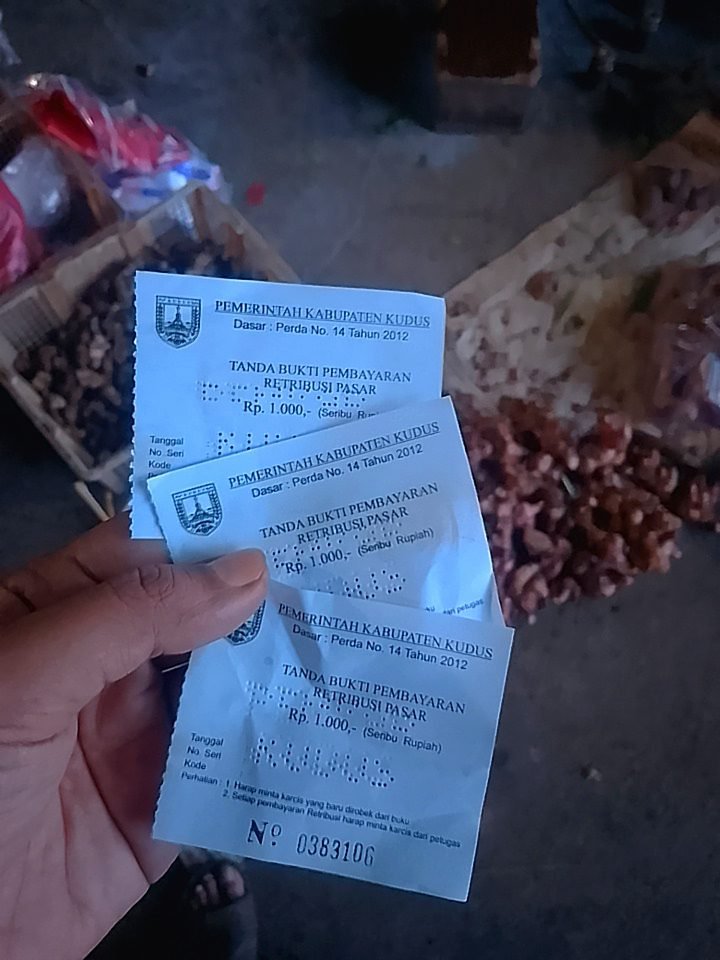 PEMERINTAH KABUPATEN KUDUS
Dasar : Perda No. 14 Tahun 2012
TANDA BUKTI PEMBAYARAN
RETRIBUSI PASAR
Rp. 1.000,- (Seribu
Tanggal
No. Seri
Kode
PEMERINTAH KABUPATEN KUDUS
Dasar : Perda No. 14 Tahun 2012
TANDA BUKTI PEMBAYARAN
RETRIBUSI PASAR
Rp. 1.000,- (Seribu Rupiah)
dari petugas
PEMERINTAH KABUPATEN KUDUS
Dasar : Perda No. 14 Tahun 2012
TANDA BUKTI PEMBAYARAN
RETRIBUSI PASAR
Rp. 1.000,- (Seribu Rupiah)
KUDUS
Tanggal
No. Seri
Kode
Perhatian : 1. Harap minta karcis yang baru dirobek dari buku
2. Setiap pembayaran Retribusi harap minta karcis dari petugas
No 0383106